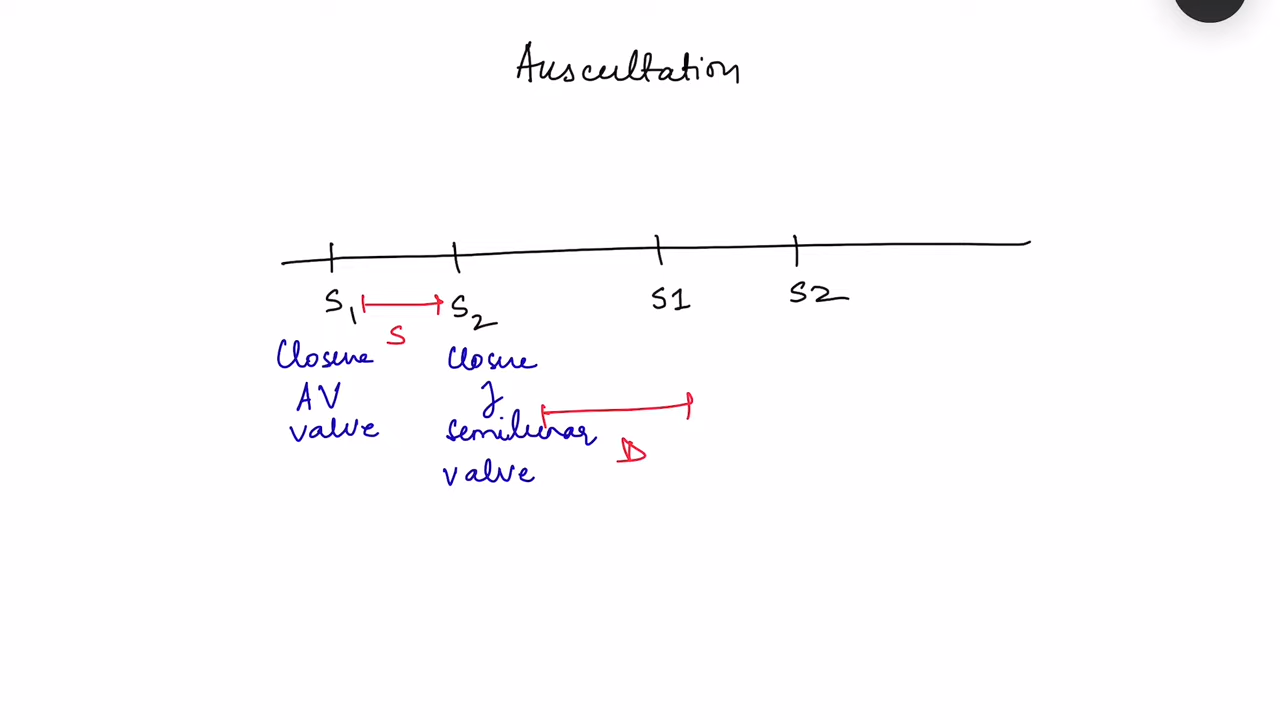 Auscultation
S1 S2 S1 S2
S
Closure Closure
AV of
valve semilunar
D
valve